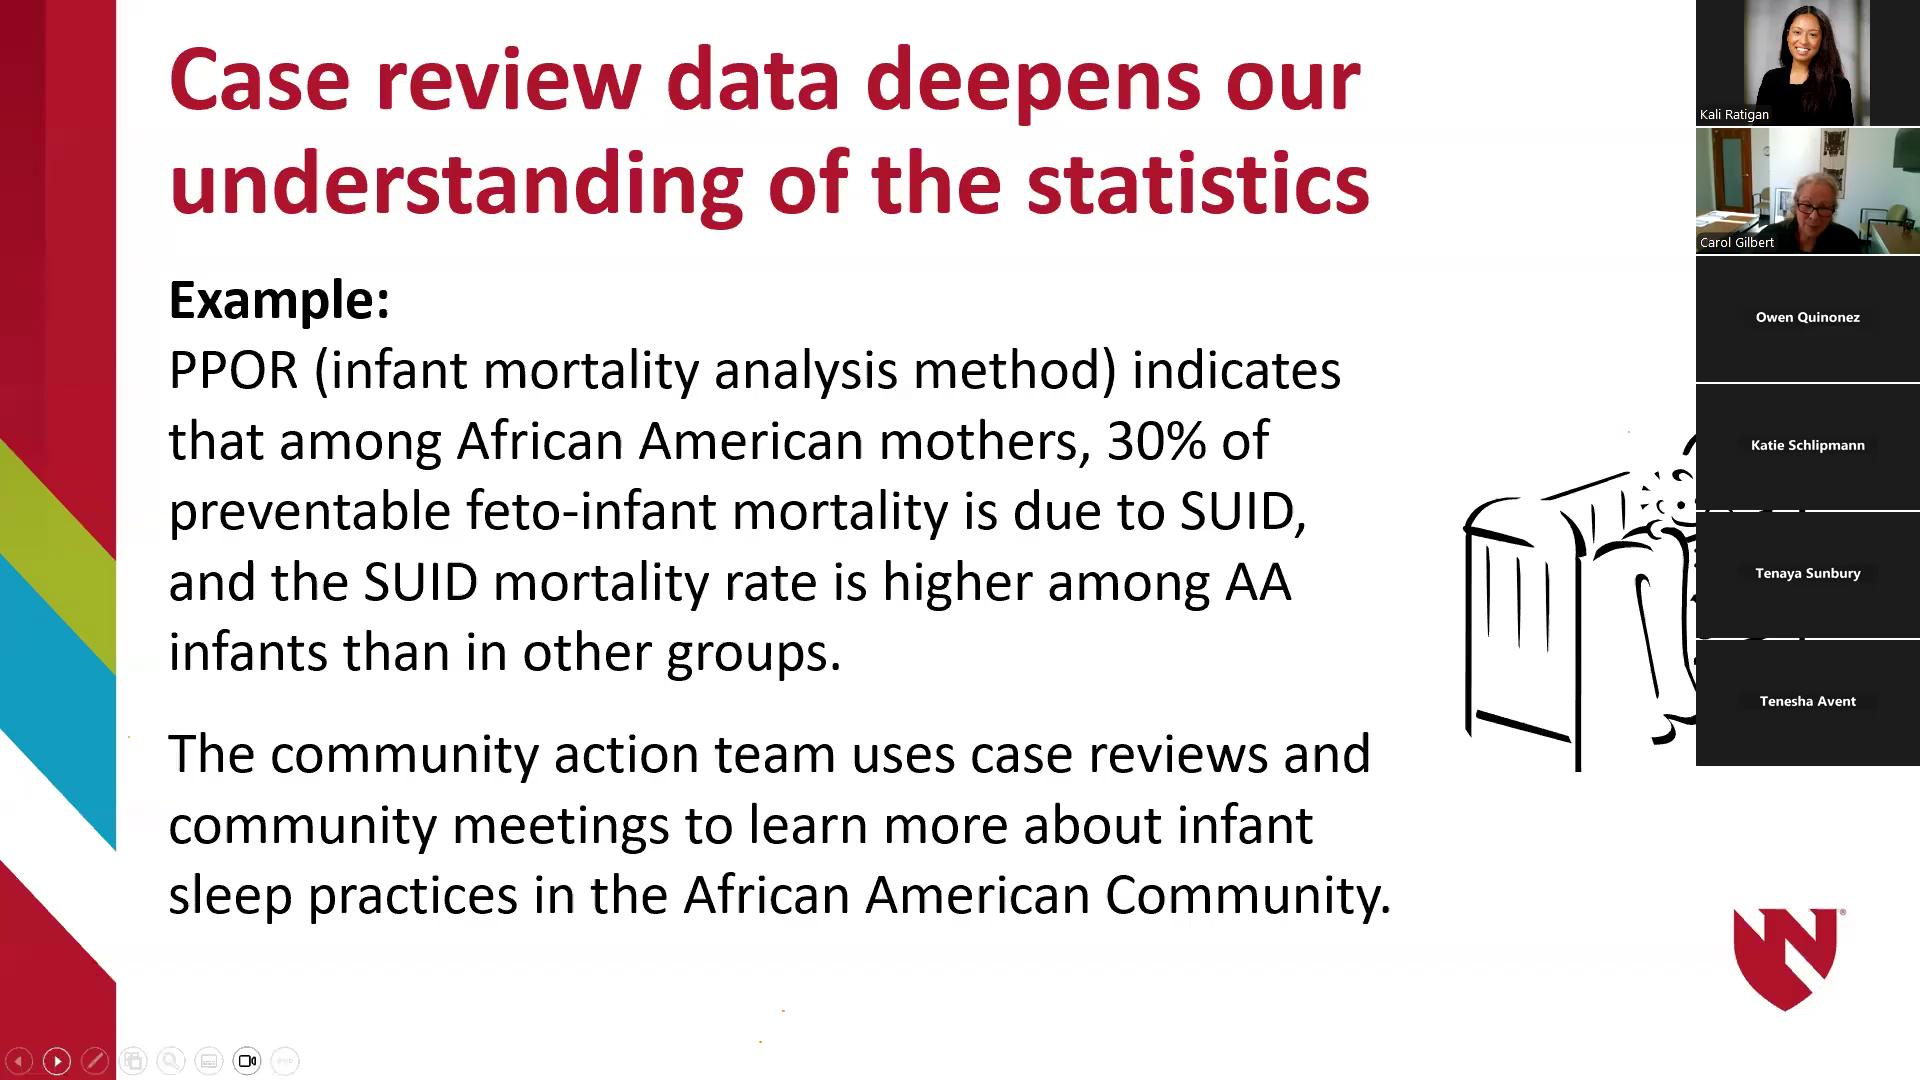 Case review data deepens our
understanding of the statistics
Example:
PPOR (infant mortality analysis method) indicates
that among African American mothers, 30% of
preventable feto-infant mortality is due to SUID,
and the SUID mortality rate is higher among AA
infants than in other groups.
The community action team uses case reviews and
community meetings to learn more about infant
sleep practices in the African American Community.
Kali Ratigan
Carol Gilbert
Owen Quinonez
Katie Schlipmann
Tenaya Sunbury
Tenesha Avent
N
®